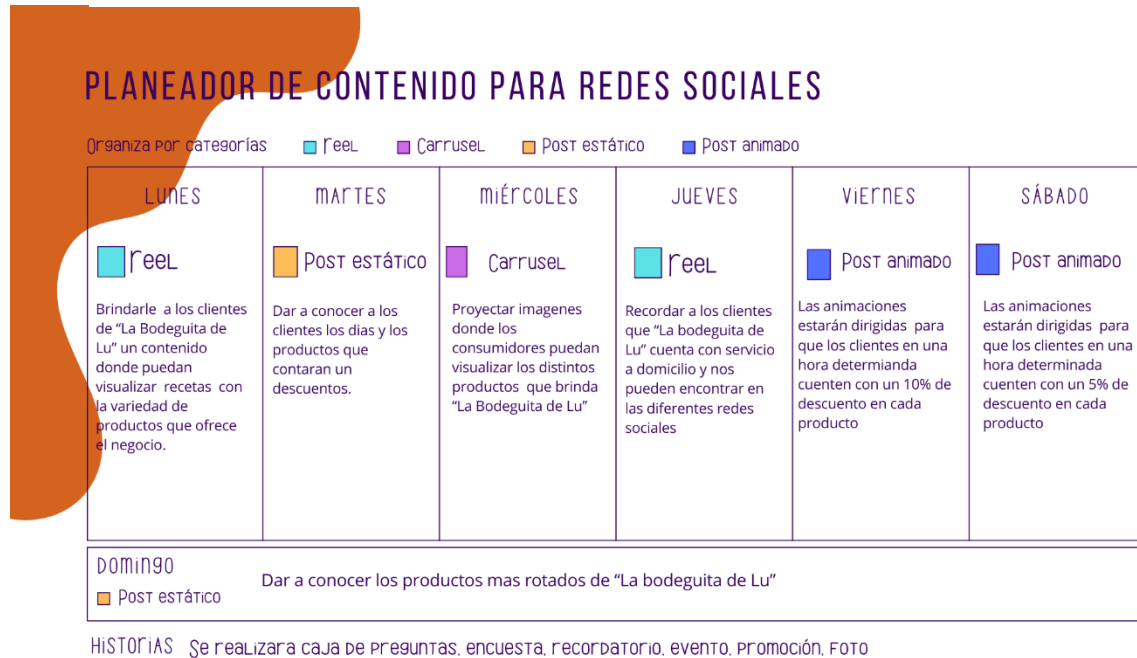 PLANEADOR DE CONTENIDO PARA REDES SOCIALES
Organiza por categorías
Reel
Carrusel
Post estático
Post animado
LUNES
Reel
Brindarle a los clientes
de “La Bodeguita de
Lu” un contenido
donde puedan
visualizar recetas con
la variedad de
productos que ofrece
el negocio.
MARTES
Post estático
Dar a conocer a los
clientes los dias y los
productos que
contaran un
descuentos.
MIÉRCOLES
Carrusel
Proyectar imagenes
donde los
consumidores puedan
visualizar los distintos
productos que brinda
“La Bodeguita de Lu”
JUEVES
Reel
Recordar a los clientes
que “La bodeguita de
Lu” cuenta con servicio
a domicilio y nos
pueden encontrar en
las diferentes redes
sociales
VIERNES
Post animado
Las animaciones
estarán dirigidas para
que los clientes en una
hora determianda
cuenten con un 10% de
descuento en cada
producto
SÁBADO
Post animado
Las animaciones
estarán dirigidas para
que los clientes en una
hora determinada
cuenten con un 5% de
descuento en cada
producto
DOMINGO
Post estático
Dar a conocer los productos mas rotados de “La bodeguita de Lu”
HISTORIAS Se realizara caja de preguntas, encuesta, recordatorio, evento, promoción, foto